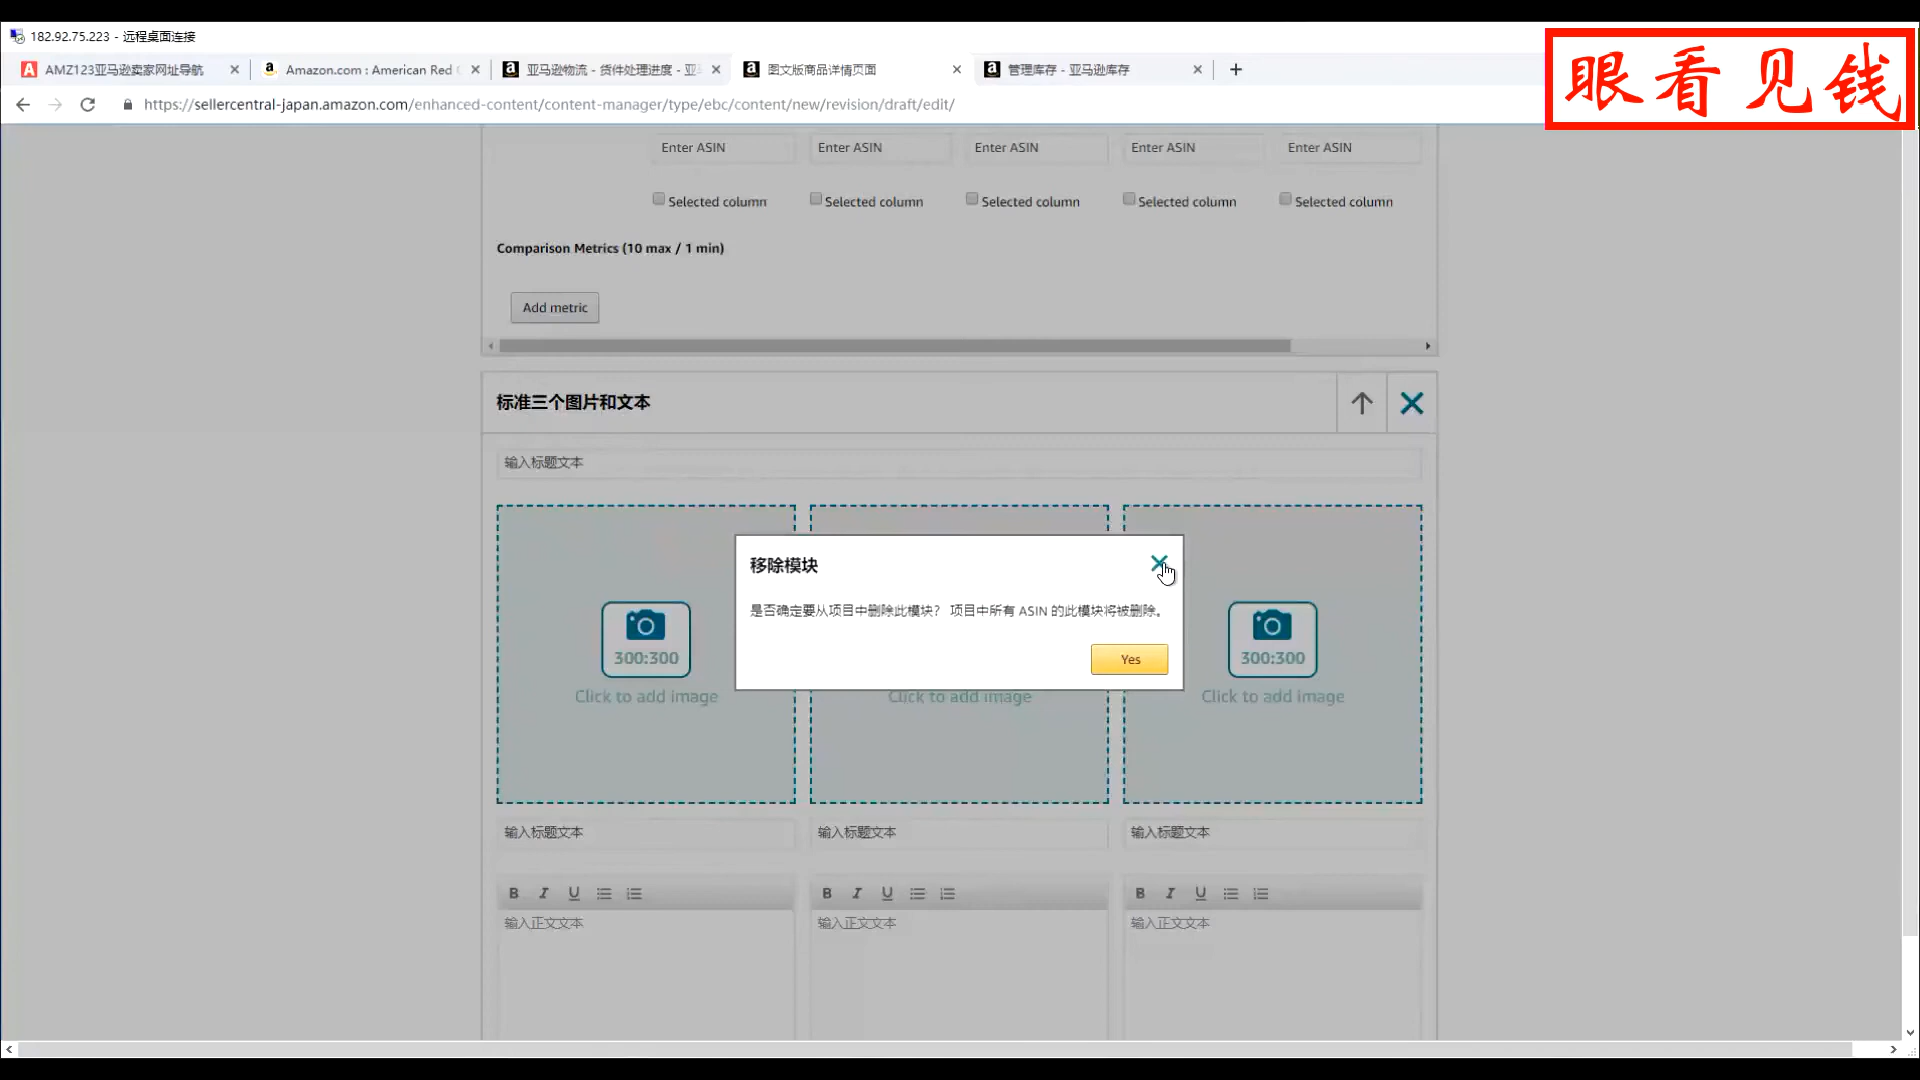 182.92.75.223 - 远程桌面连接
眼看见钱
AMZ123亚马逊卖家网址导航
Amazon.com : American Red
亚马逊物流 - 货件处理进度 - 亚
图文版商品详情页面
管理库存 - 亚马逊库存
https://sellercentral-japan.amazon.com/enhanced-content/content-manager/type/ebc/content/new/revision/draft/edit/
Enter ASIN Enter ASIN Enter ASIN Enter ASIN Enter ASIN
Selected column Selected column Selected column Selected column Selected column
Comparison Metrics (10 max / 1 min)
Add metric
标准三个图片和文本
输入标题文本
移除模块
是否确定要从项目中删除此模块? 项目中所有 ASIN 的此模块将被删除。
Yes
300:300 300:300
Click to add image Click to add image Click to add image
输入标题文本 输入标题文本 输入标题文本
B I U B I U B I U
输入正文文本 输入正文文本 输入正文文本